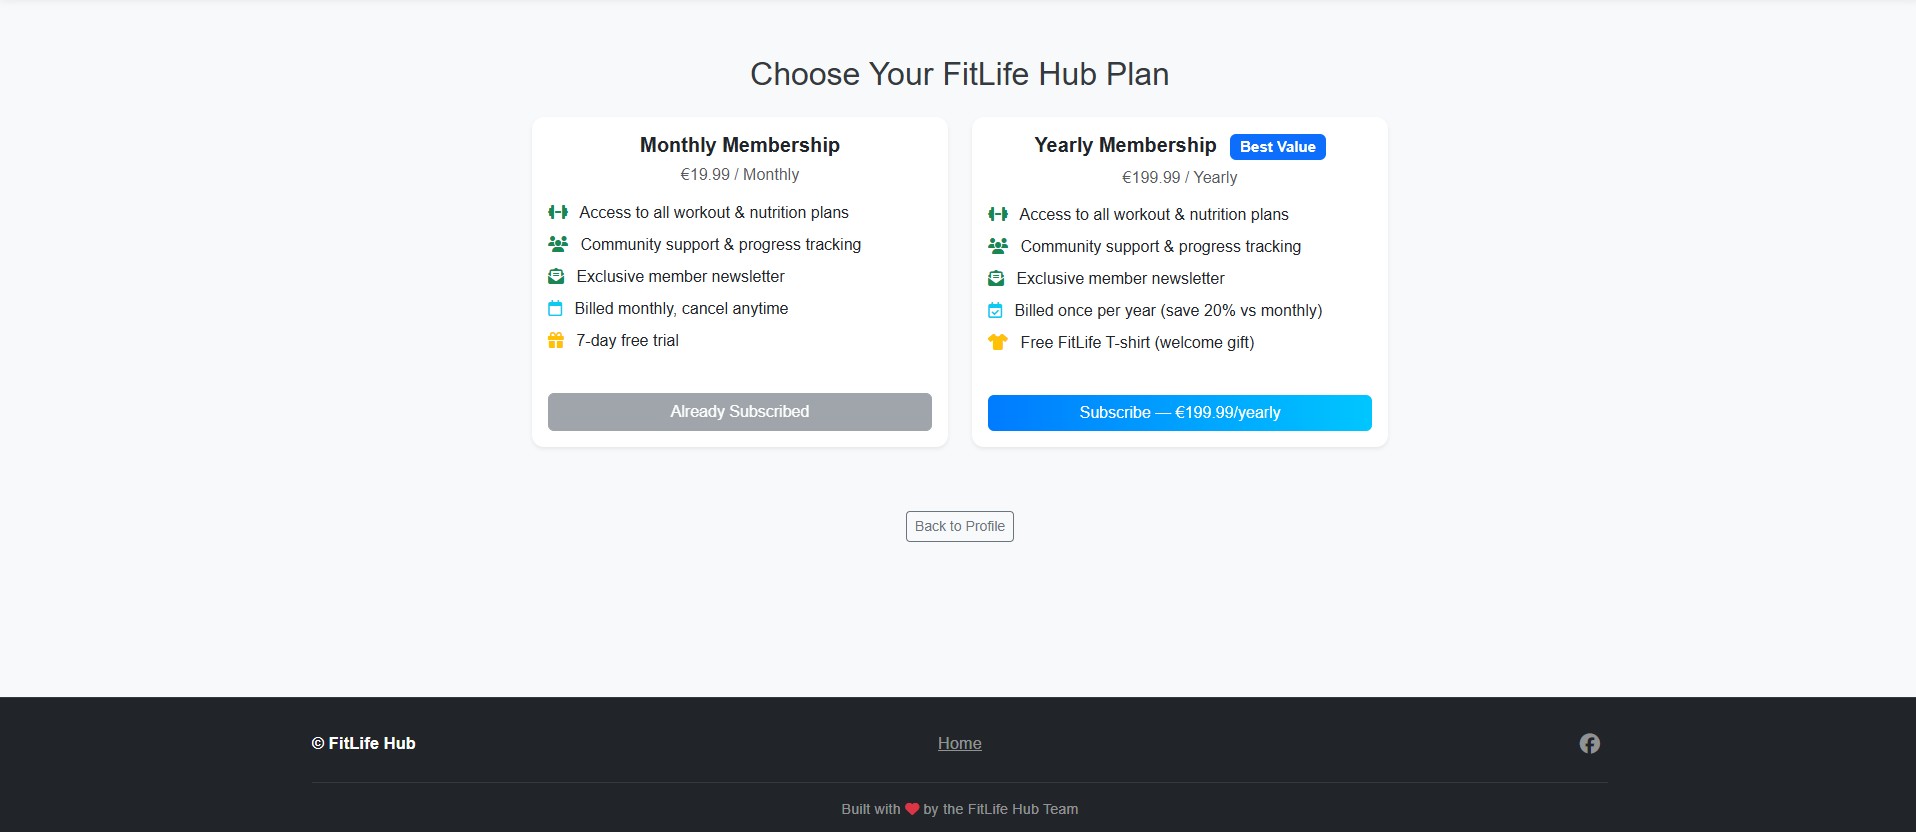 Choose Your FitLife Hub Plan
Monthly Membership
€19.99 / Monthly
Access to all workout & nutrition plans
Community support & progress tracking
Exclusive member newsletter
Billed monthly, cancel anytime
7-day free trial
Already Subscribed
Yearly Membership Best Value
€199.99 / Yearly
Access to all workout & nutrition plans
Community support & progress tracking
Exclusive member newsletter
Billed once per year (save 20% vs monthly)
Free FitLife T-shirt (welcome gift)
Subscribe — €199.99/yearly
Back to Profile
© FitLife Hub
Home
Built with ❤ by the FitLife Hub Team